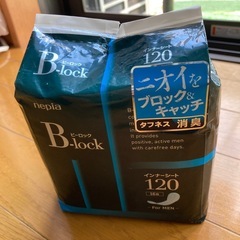 インナーシート
120
nepia
B-lock
ニオイを
ブロック&
キャッチ
タフネス 消臭
nepia
ビーロック
B-lock
it provides
positive, active men
with carefree days.
インナーシート
120
For MEN